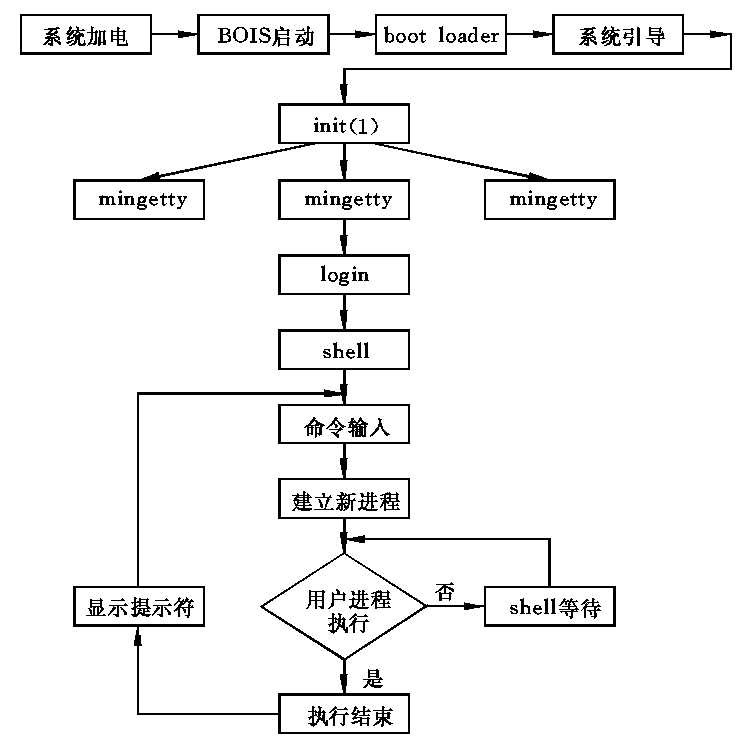 系统加电
BOIS启动
boot loader
系统引导
init(1)
mingetty
mingetty
mingetty
login
shell
命令输入
建立新进程
用户进程
执行
否
shell等待
显示提示符
是
执行结束